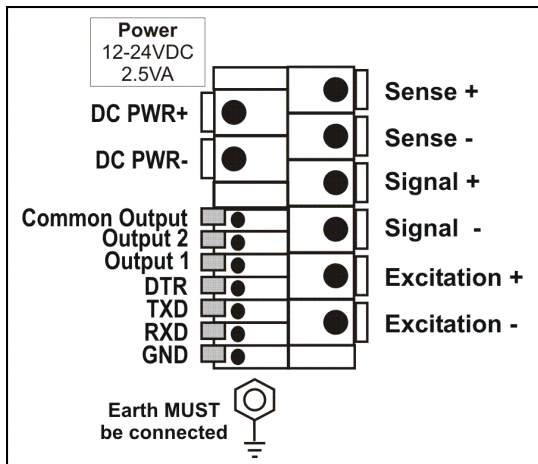 Power
12-24VDC
2.5VA
DC PWR+
DC PWR-
Common Output
Output 2
Output 1
DTR
TXD
RXD
GND
Sense +
Sense -
Signal +
Signal -
Excitation +
Excitation -
Earth MUST
be connected